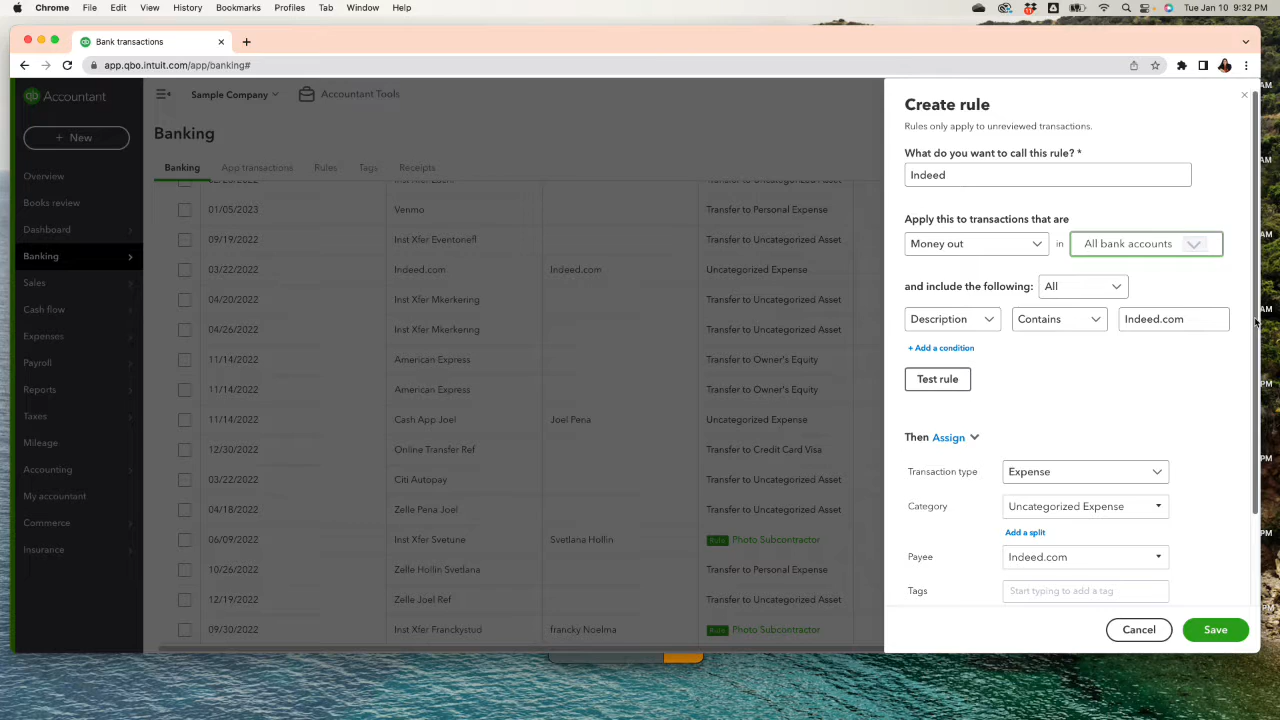 Chrome File Edit View History Bookmarks Profiles Tab Window Help Tue Jan 10 9:32 PM
Bank transactions
app.qbo.intuit.com/app/banking#
qb Accountant
Sample Company
Accountant Tools
+ New
Banking
Banking App transactions Rules Tags Receipts
Overview
Books review
Dashboard
Banking
Sales
Cash flow
Expenses
Payroll
Reports
Taxes
Mileage
Accounting
My accountant
Commerce
Insurance
Transfer to Uncategorized Asset
01/05/2023 Venmo Transfer to Personal Expense
09/19/2022 Inst Xfer Eventoneff Transfer to Uncategorized Asset
03/22/2022 Indeed.com Indeed.com Uncategorized Expense
04/20/2022 Inst Xfer Mkerkering Transfer to Uncategorized Asset
04/26/2022 Inst Xfer Mkerkering Transfer to Uncategorized Asset
11/14/2022 American Express Transfer to Owner's Equity
11/14/2022 American Express Transfer to Owner's Equity
11/14/2022 Cash App Joel Joel Pena Uncategorized Expense
12/30/2022 Online Transfer Ref Transfer to Credit Card Visa
03/22/2022 Citi Autopay Transfer to Uncategorized Asset
04/18/2022 Zelle Pena Joel Transfer to Uncategorized Asset
06/09/2022 Inst Xfer Svetune Svetlana Hollin Rule Photo Subcontractor
10/26/2022 Zelle Hollin Svetlana Transfer to Personal Expense
12/19/2022 Zelle Joel Ref Transfer to Uncategorized Asset
09/30/2022 Inst Xfer Franckystud francky Noelma Rule Photo Subcontractor
Create rule
Rules only apply to unreviewed transactions.
What do you want to call this rule? *
Indeed
Apply this to transactions that are
Money out in All bank accounts
and include the following: All
Description Contains Indeed.com
+ Add a condition
Test rule
Then Assign
Transaction type Expense
Category Uncategorized Expense
Add a split
Payee Indeed.com
Tags Start typing to add a tag
Cancel Save
AM
AM
AM
AM
PM
PM
PM
PM